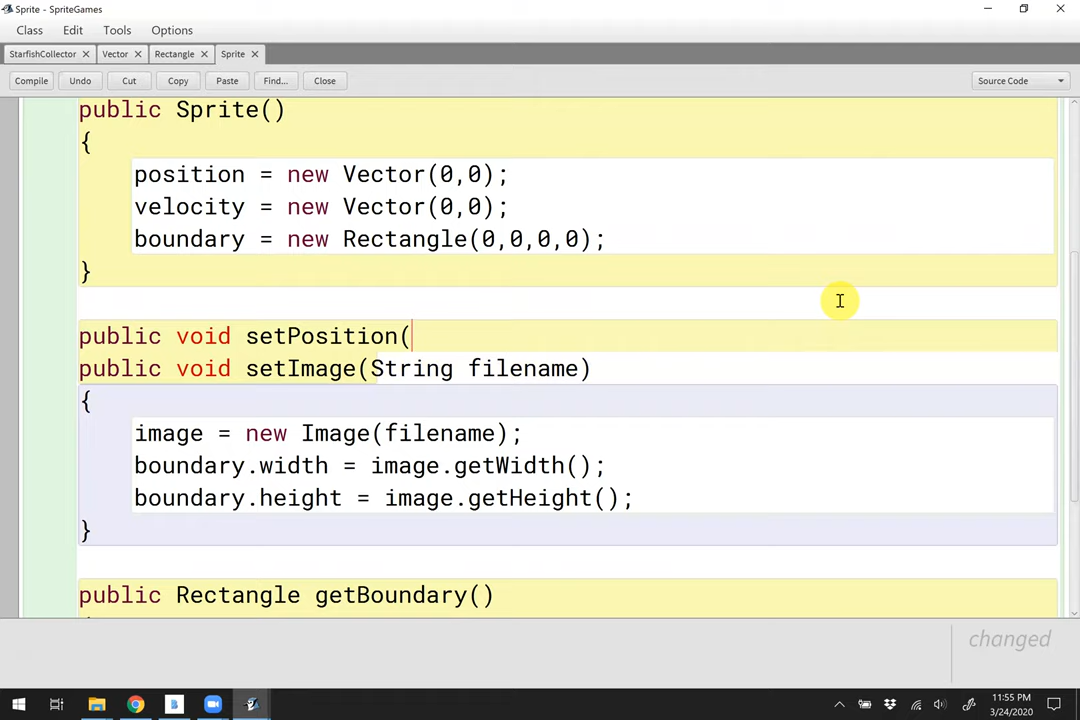 Sprite - SpriteGames
Class Edit Tools Options
StarfishCollector Vector Rectangle Sprite
Compile Undo Cut Copy Paste Find... Close Source Code
public Sprite()
{
position = new Vector(0,0);
velocity = new Vector(0,0);
boundary = new Rectangle(0,0,0,0);
}
public void setPosition(
public void setImage(String filename)
{
image = new Image(filename);
boundary.width = image.getWidth();
boundary.height = image.getHeight();
}
public Rectangle getBoundary()
changed
11:55 PM
3/24/2020